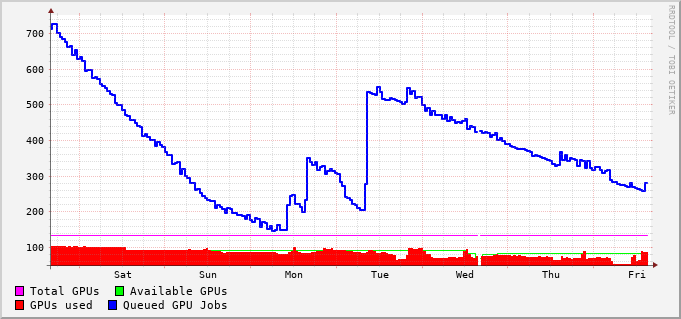 RRDTOOL / TOBI OETIKER
700
600
500
400
300
200
100
Sat Sun Mon Tue Wed Thu Fri
Total GPUs Available GPUs
GPUs used Queued GPU Jobs